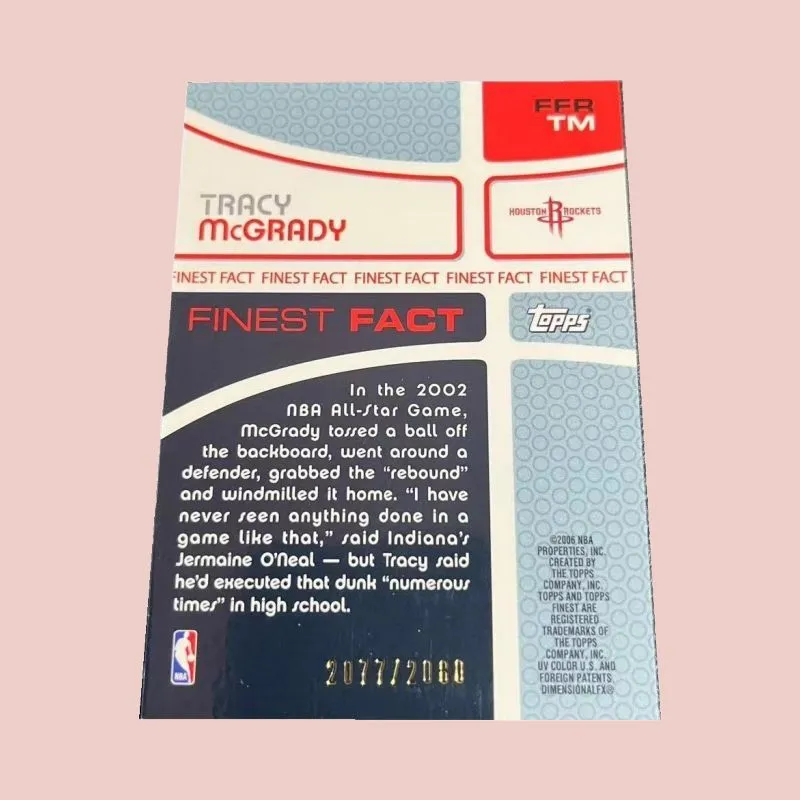 FFR
TM
TRACY
McGRADY
HOUSTON ROCKETS
FINEST FACT FINEST FACT FINEST FACT FINEST FACT FINEST FACT
FINEST FACT
topps
In the 2002
NBA All-Star Game,
McGrady tossed a ball off
the backboard, went around a
defender, grabbed the “rebound”
and windmilled it home. “I have
never seen anything done in a
game like that,” said Indiana's
Jermaine O'Neal — but Tracy said
he'd executed that dunk “numerous
times” in high school.
©2006 NBA
PROPERTIES, INC.
CREATED BY
THE TOPPS
COMPANY, INC.
TOPPS AND TOPPS
FINEST ARE
REGISTERED
TRADEMARKS OF
THE TOPPS
COMPANY, INC.
UV COLOR U.S. AND
FOREIGN PATENTS
DIMENSIONALFX®
NBA